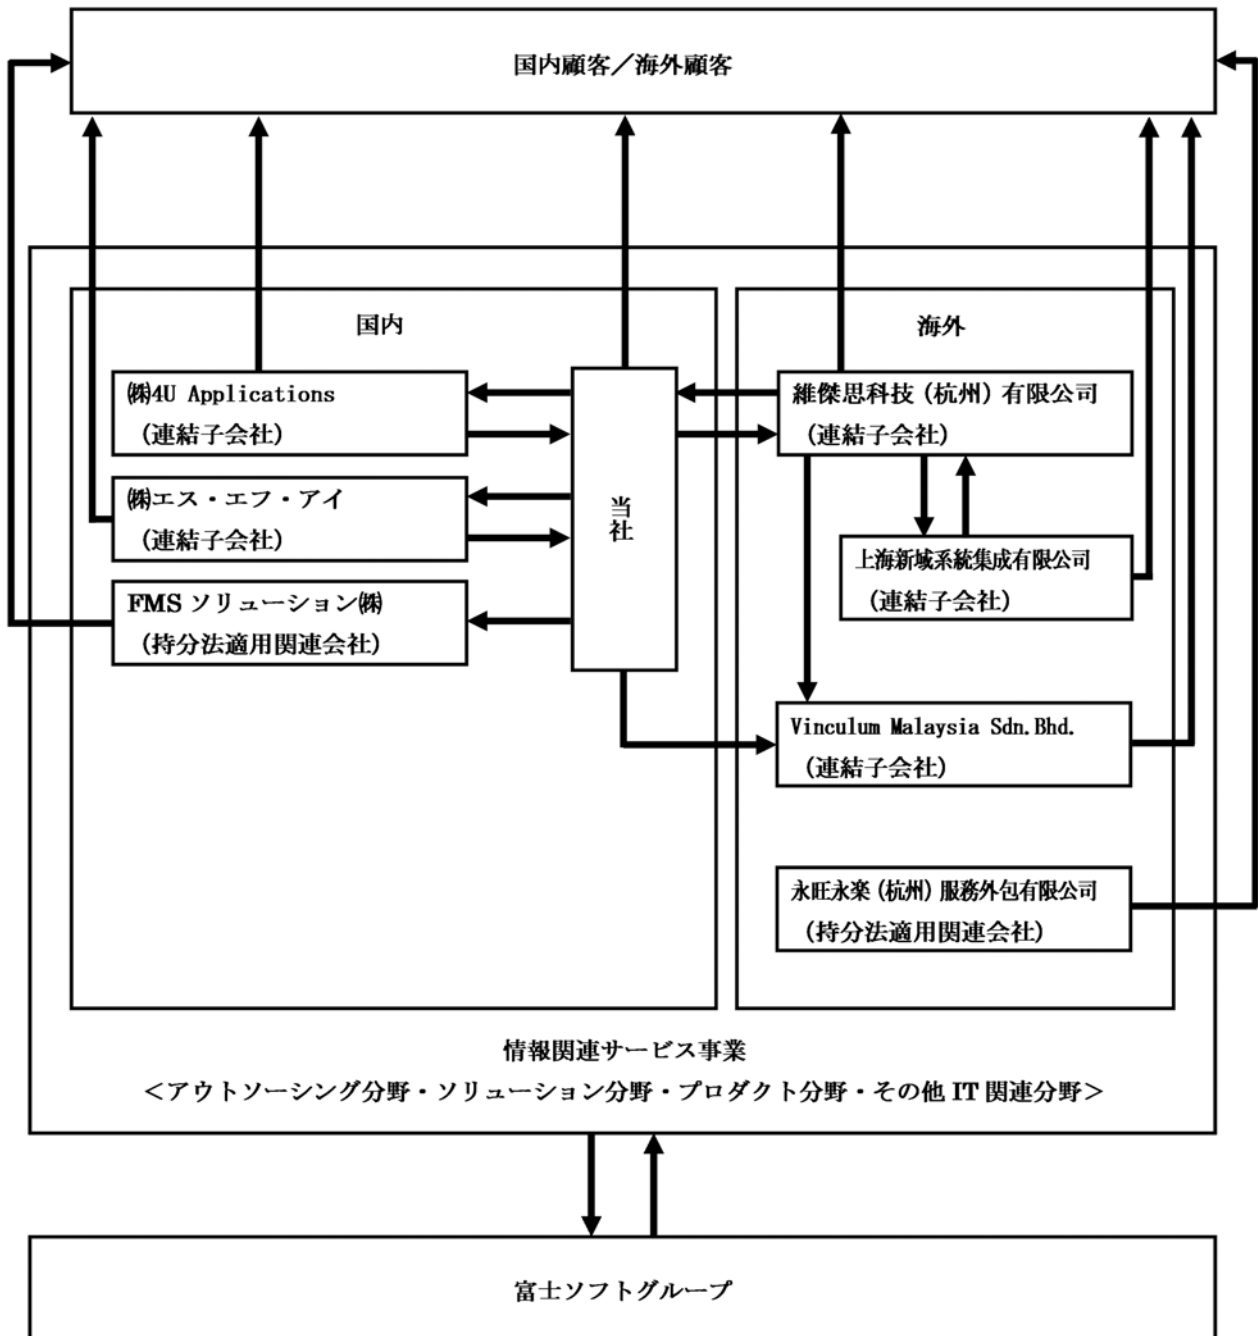 国内顧客／海外顧客
国内
海外
㈱4U Applications
（連結子会社）
㈱エス・エフ・アイ
（連結子会社）
FMS ソリューション㈱
（持分法適用関連会社）
当社
維傑思科技（杭州）有限公司
（連結子会社）
上海新域系統集成有限公司
（連結子会社）
Vinculum Malaysia Sdn.Bhd.
（連結子会社）
永旺永楽（杭州）服務外包有限公司
（持分法適用関連会社）
情報関連サービス事業
＜アウトソーシング分野・ソリューション分野・プロダクト分野・その他 IT 関連分野＞
富士ソフトグループ